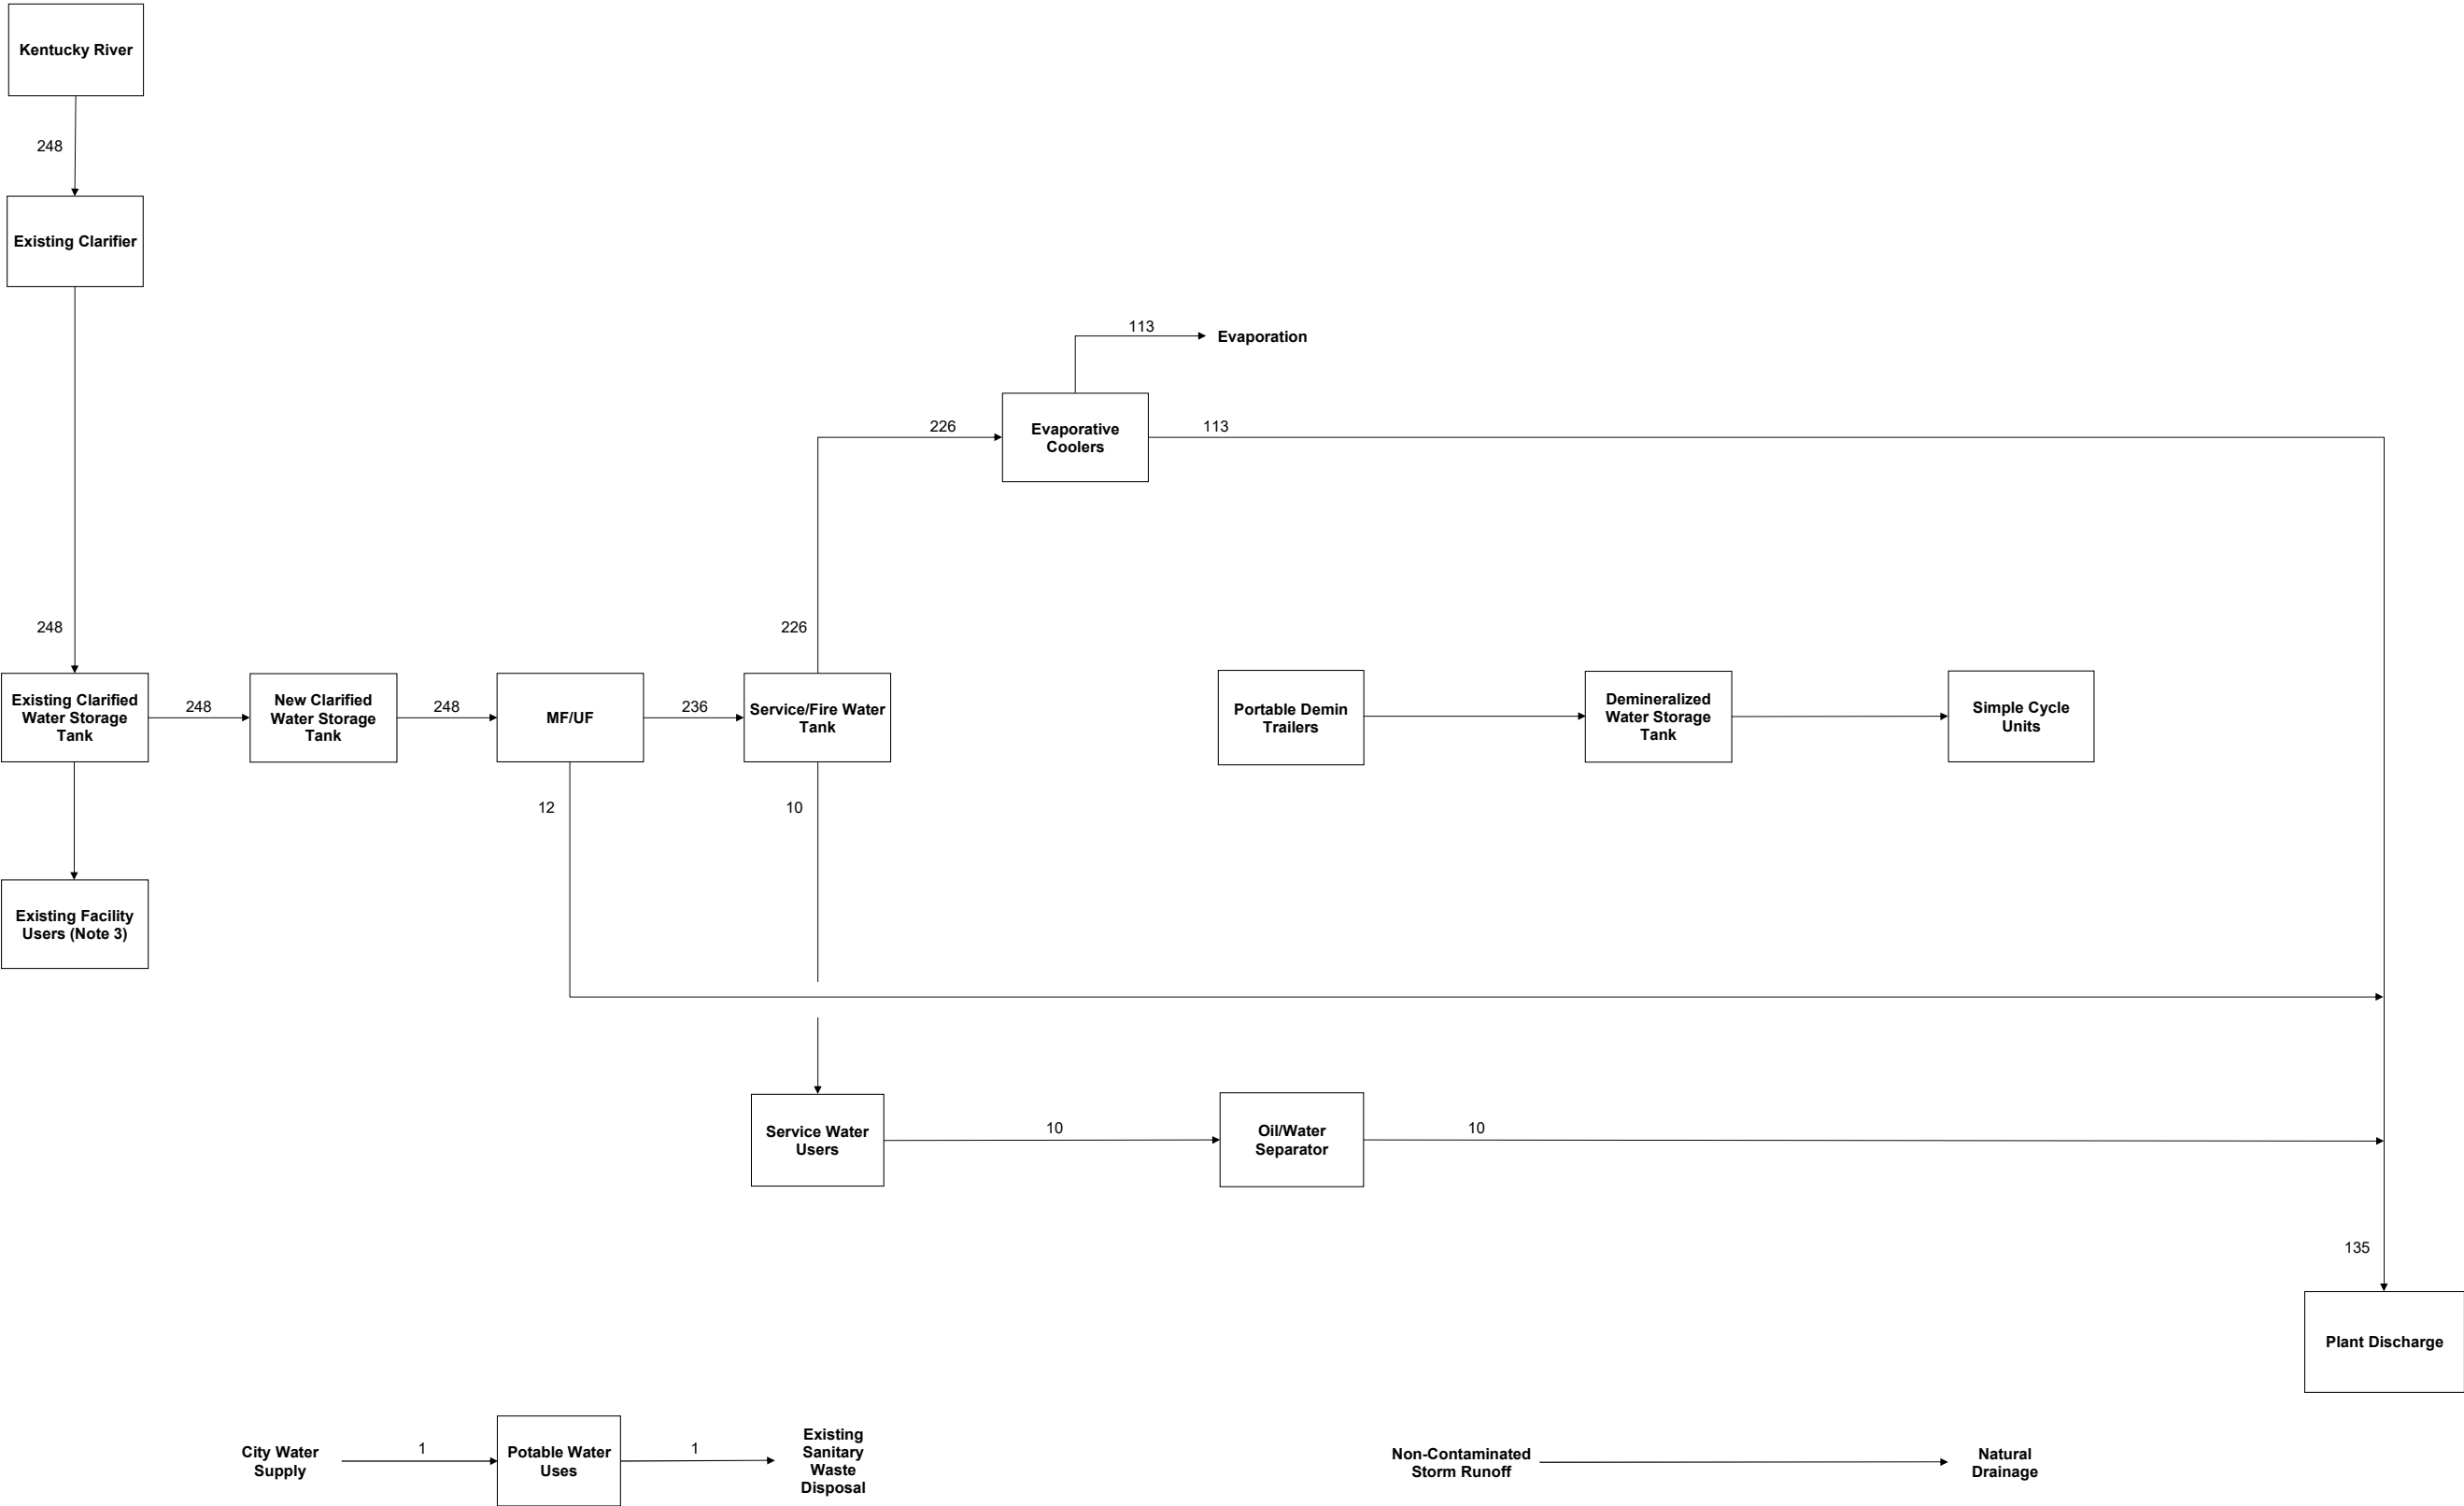 Kentucky River
248
Existing Clarifier
113
Evaporation
226
Evaporative
Coolers
113
248
226
Existing Clarified
Water Storage
Tank
248
New Clarified
Water Storage
Tank
248
MF/UF
236
Service/Fire Water
Tank
Portable Demin
Trailers
Demineralized
Water Storage
Tank
Simple Cycle
Units
12
10
Existing Facility
Users (Note 3)
Service Water
Users
10
Oil/Water
Separator
10
135
Plant Discharge
City Water
Supply
1
Potable Water
Uses
1
Existing
Sanitary
Waste
Disposal
Non-Contaminated
Storm Runoff
Natural
Drainage